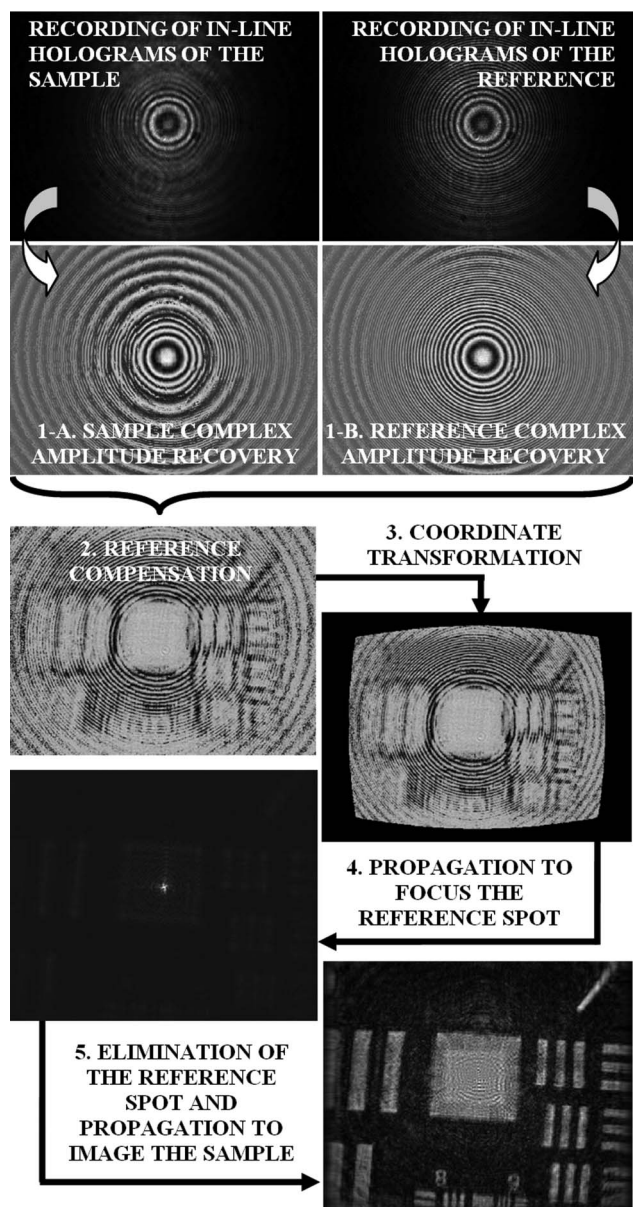 RECORDING OF IN-LINE
HOLOGRAMS OF THE
SAMPLE
RECORDING OF IN-LINE
HOLOGRAMS OF THE
REFERENCE
1-A. SAMPLE COMPLEX
AMPLITUDE RECOVERY
1-B. REFERENCE COMPLEX
AMPLITUDE RECOVERY
2. REFERENCE
COMPENSATION
3. COORDINATE
TRANSFORMATION
4. PROPAGATION TO
FOCUS THE
REFERENCE SPOT
5. ELIMINATION OF
THE REFERENCE
SPOT AND
PROPAGATION TO
IMAGE THE SAMPLE
8 9